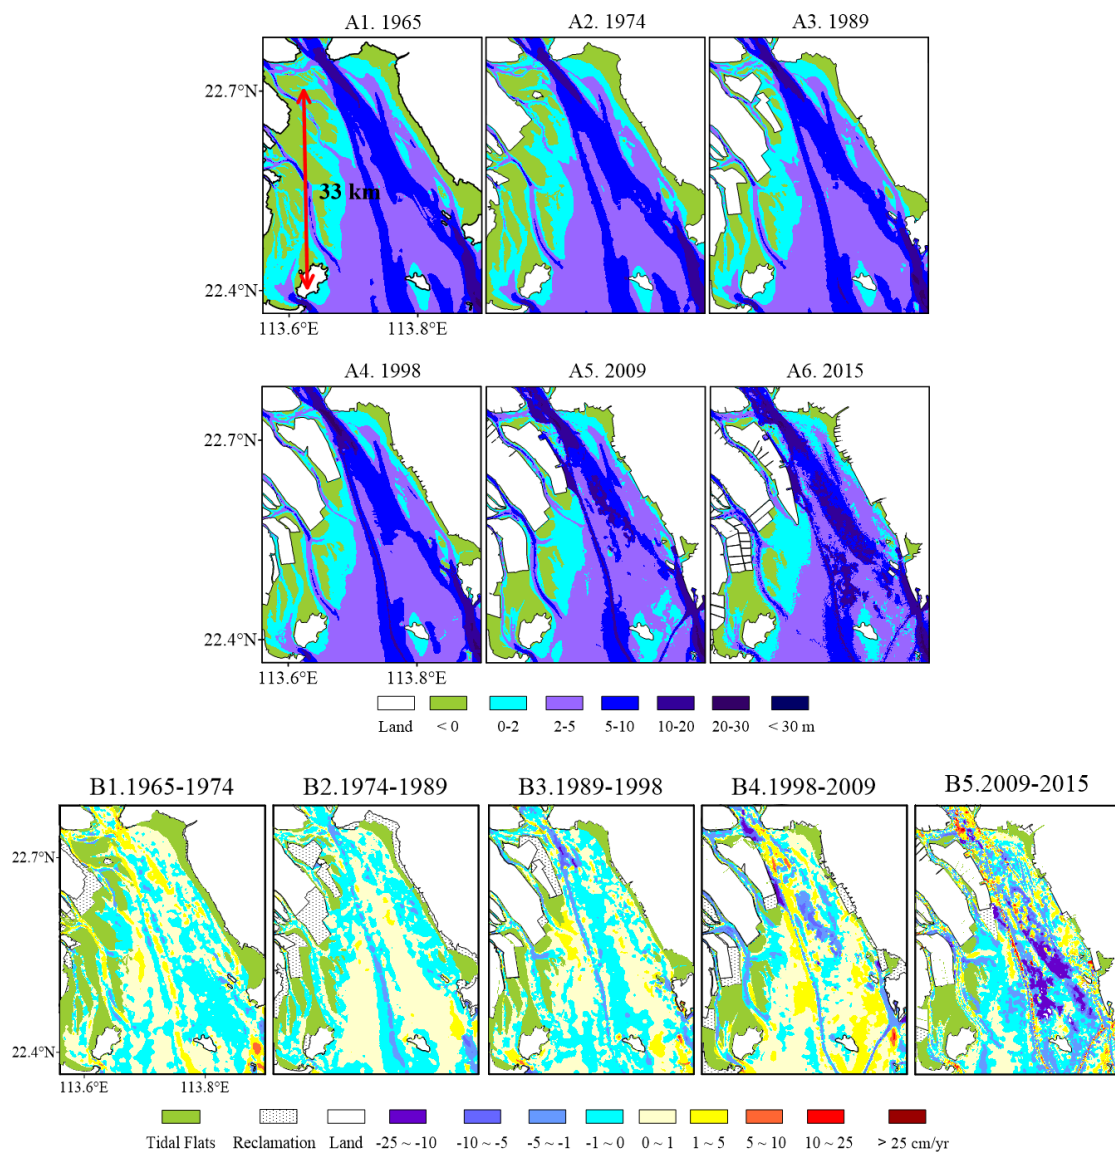 A1. 1965
A2. 1974
A3. 1989
22.7°N
33 km
22.4°N
113.6°E
113.8°E
A4. 1998
A5. 2009
A6. 2015
22.7°N
22.4°N
113.6°E
113.8°E
Land
< 0
0-2
2-5
5-10
10-20
20-30
< 30 m
B1.1965-1974
B2.1974-1989
B3.1989-1998
B4.1998-2009
B5.2009-2015
22.7°N
22.4°N
113.6°E
113.8°E
Tidal Flats
Reclamation
Land
-25 ~ -10
-10 ~ -5
-5 ~ -1
-1 ~ 0
0 ~ 1
1 ~ 5
5 ~ 10
10 ~ 25
> 25 cm/yr